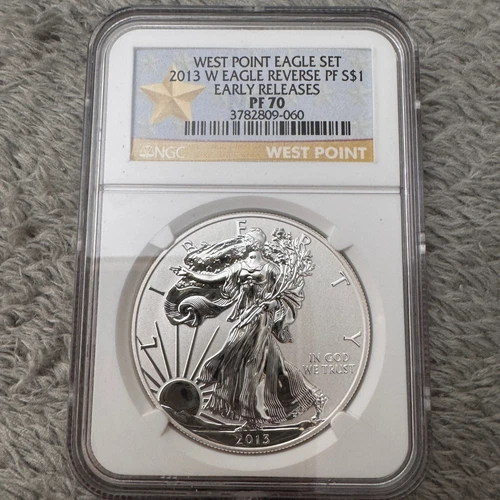 WEST POINT EAGLE SET
2013 W EAGLE REVERSE PF S$1
EARLY RELEASES
PF 70
3782809-060
NGC
WEST POINT
LIBERTY
IN GOD
WE TRUST
2013